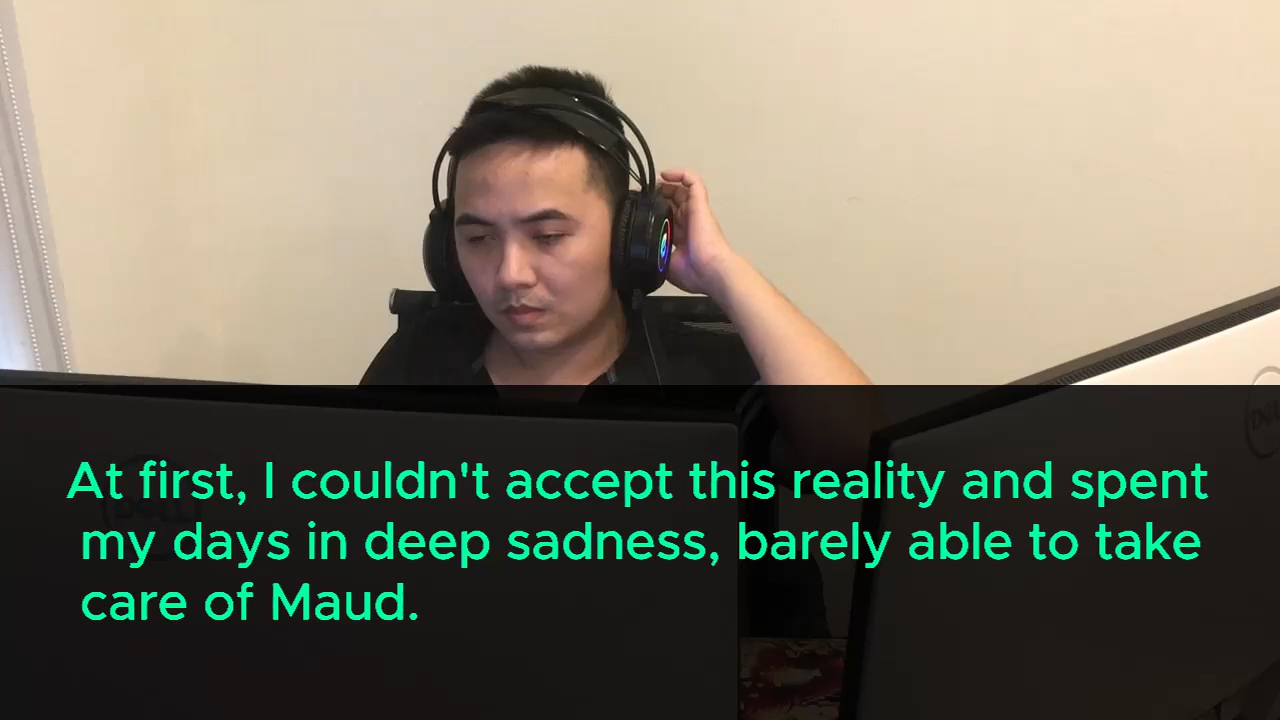 At first, I couldn't accept this reality and spent
my days in deep sadness, barely able to take
care of Maud.